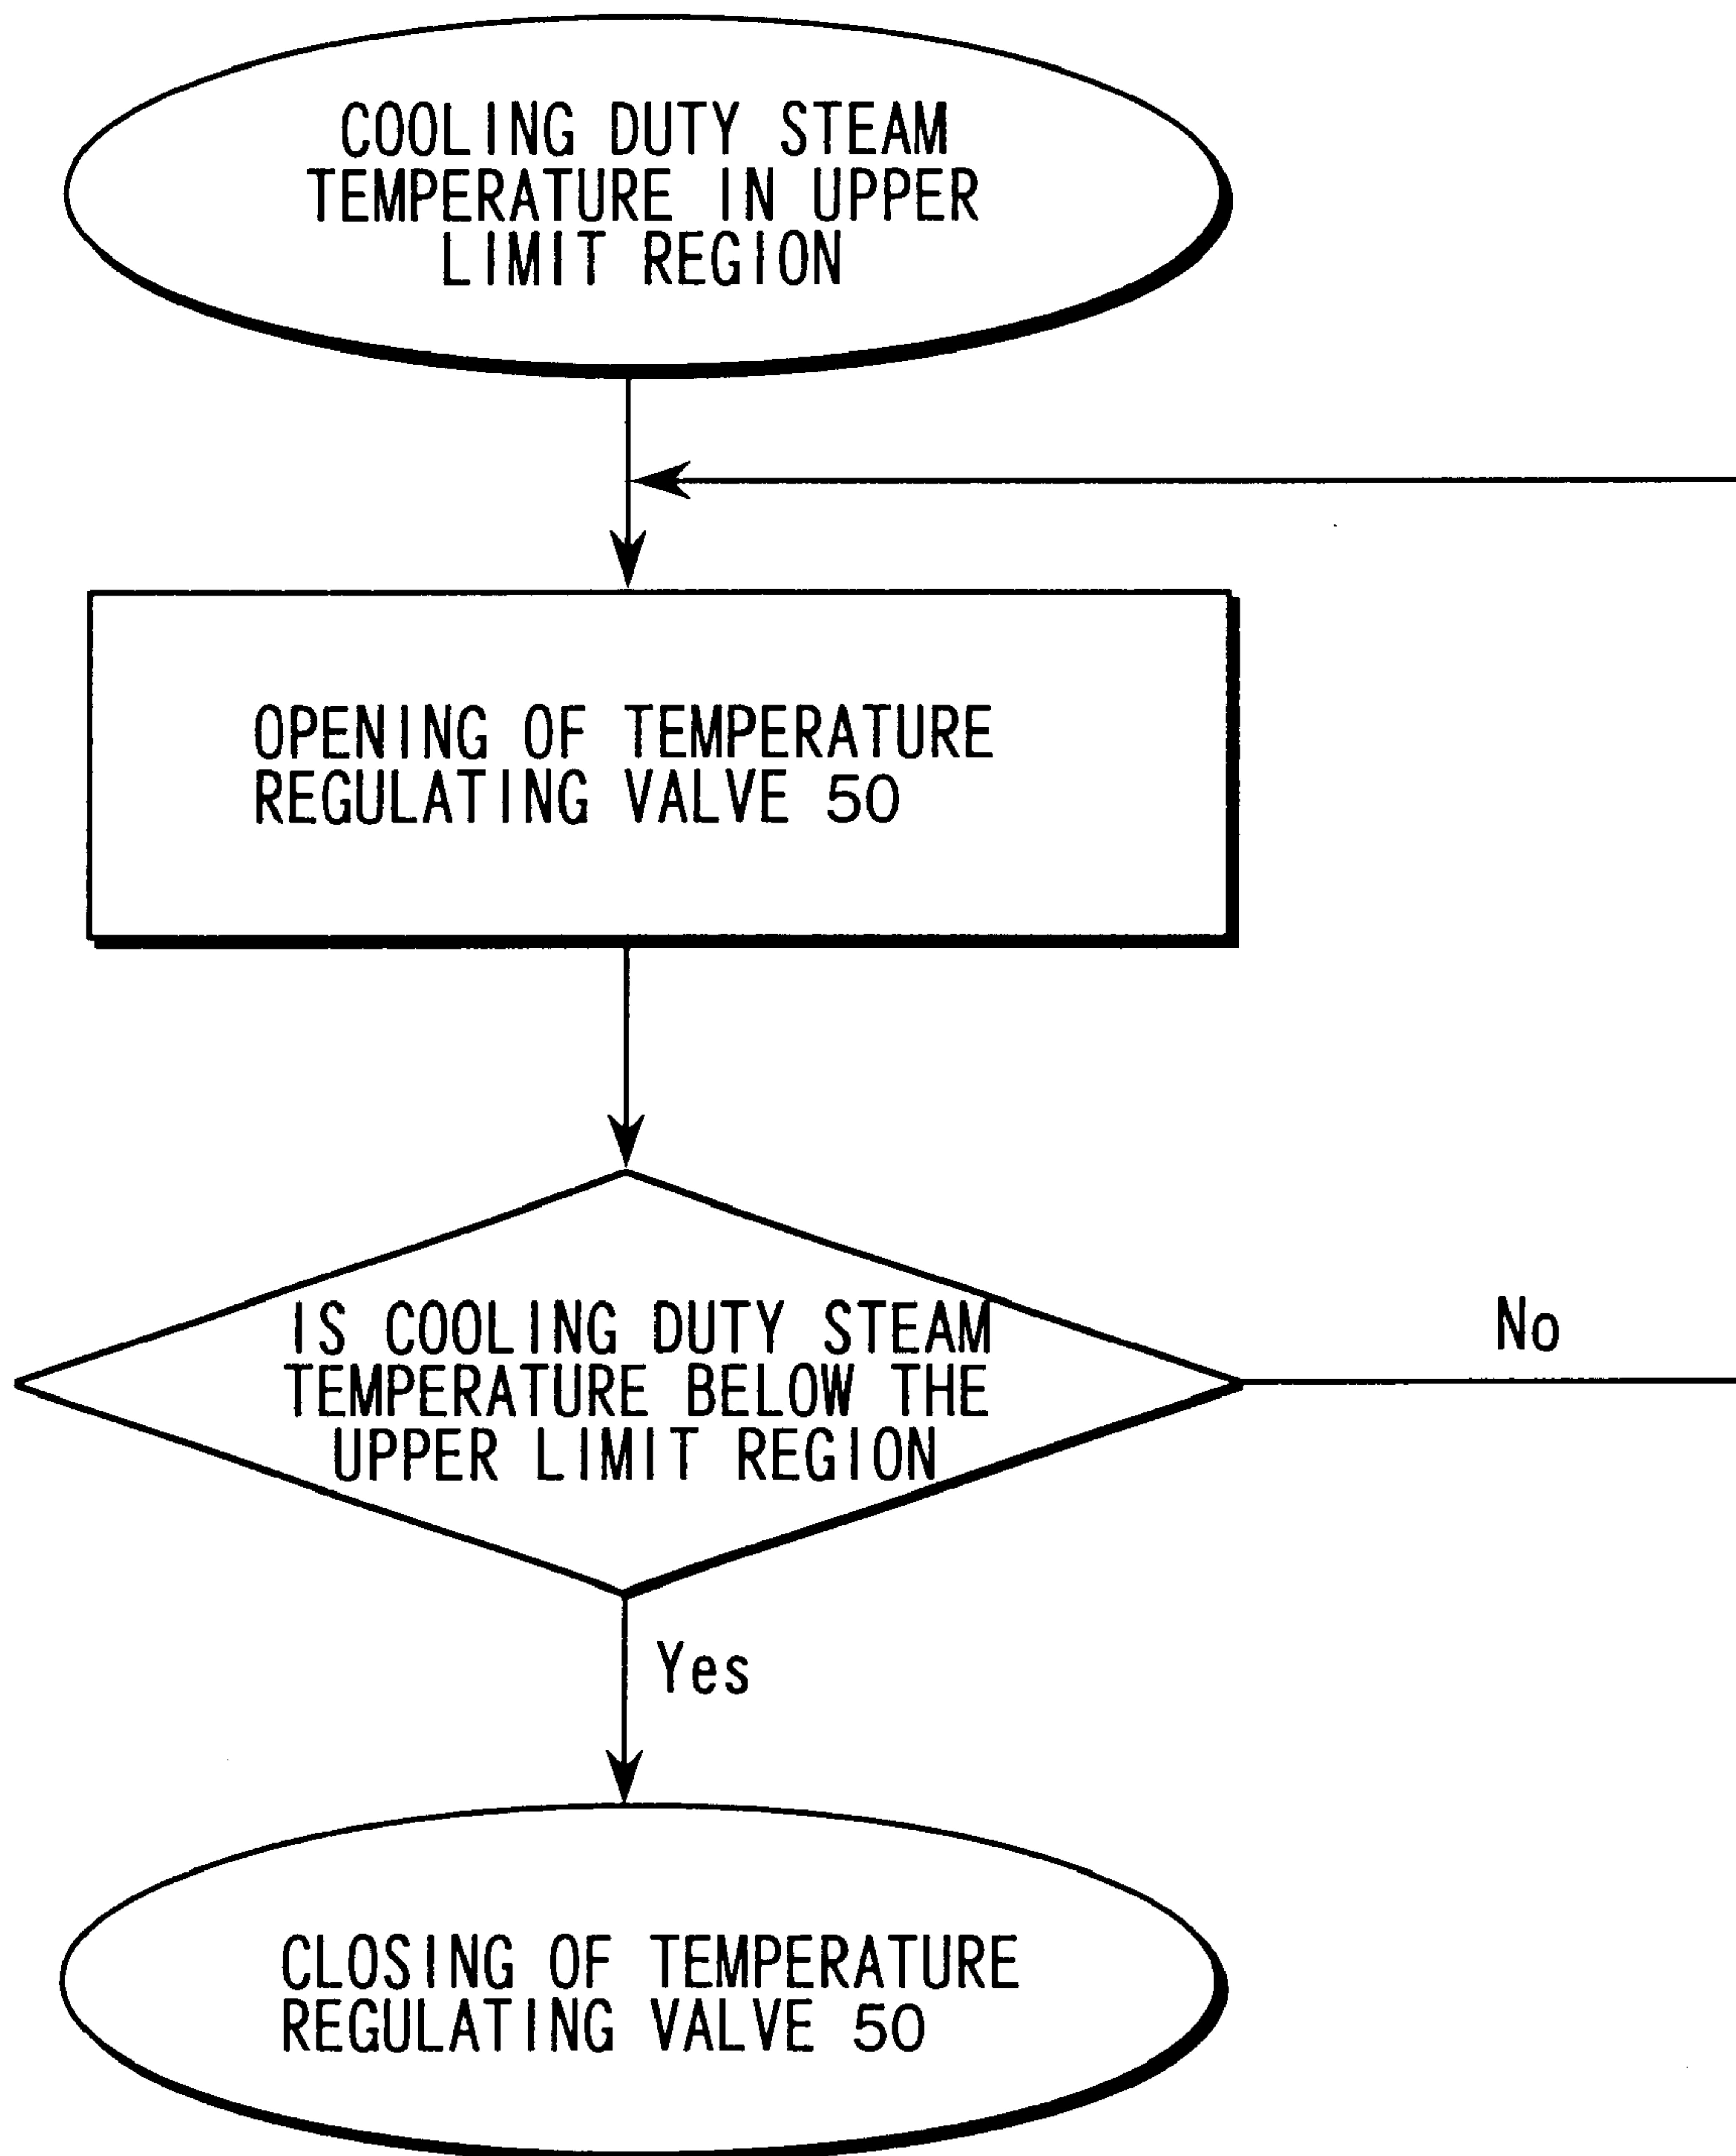 COOLING DUTY STEAM
TEMPERATURE IN UPPER
LIMIT REGION
OPENING OF TEMPERATURE
REGULATING VALVE 50
IS COOLING DUTY STEAM
TEMPERATURE BELOW THE
UPPER LIMIT REGION
No
Yes
CLOSING OF TEMPERATURE
REGULATING VALVE 50